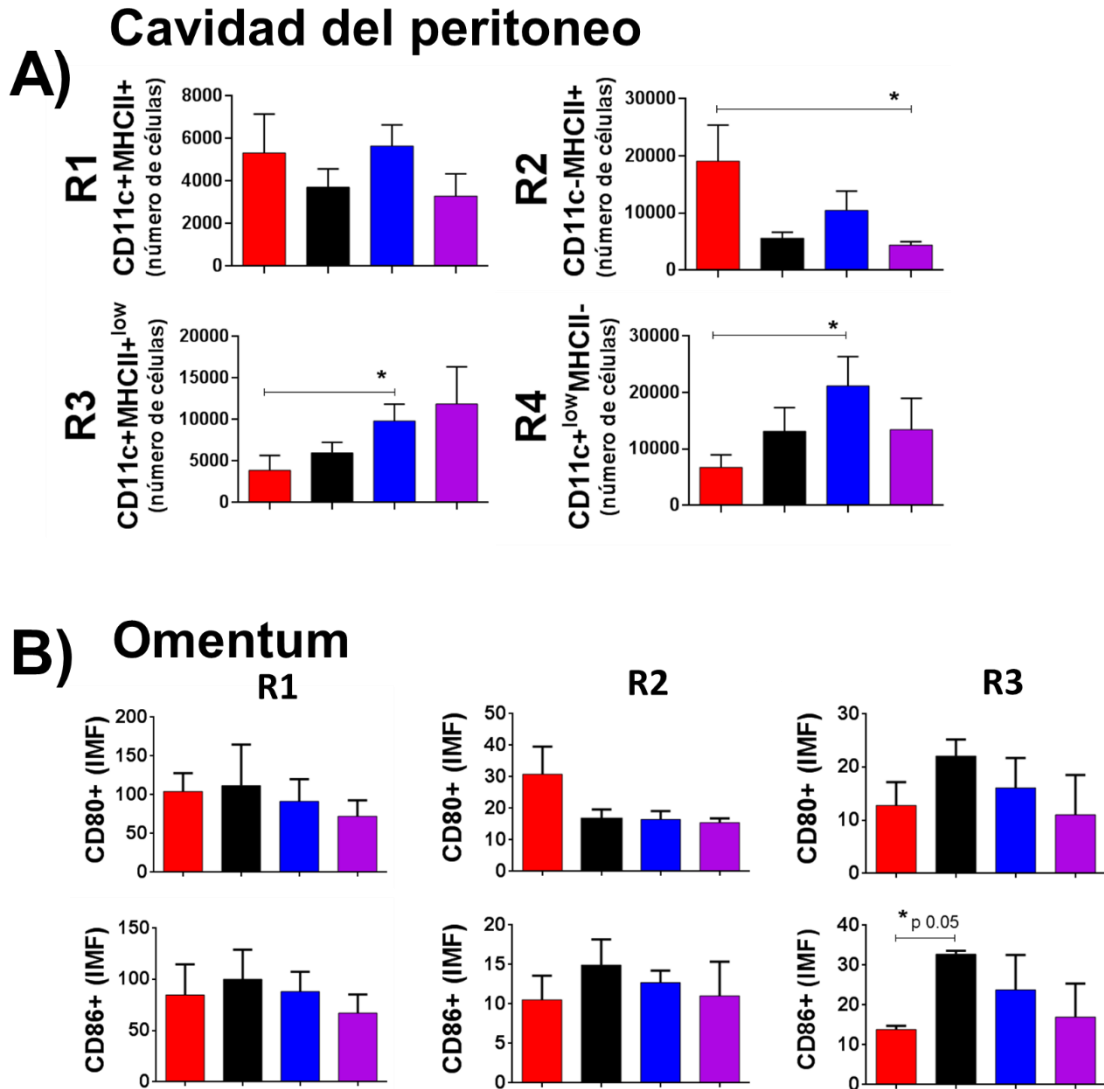 Cavidad del peritoneo
A)
R1
CD11c+MHCII+
(número de células)
8000
6000
4000
2000
0
R2
CD11c-MHCII+
(número de células)
30000
20000
10000
0
*
R3
CD11c+MHCII+low
(número de células)
20000
15000
10000
5000
0
*
R4
CD11c+lowMHCII-
(número de células)
30000
20000
10000
0
*
B)
Omentum
R1
CD80+ (IMF)
200
150
100
50
0
R2
CD80+ (IMF)
50
40
30
20
10
0
R3
CD80+ (IMF)
30
20
10
0
CD86+ (IMF)
150
100
50
0
CD86+ (IMF)
20
15
10
5
0
CD86+ (IMF)
40
30
20
10
* p 0.05